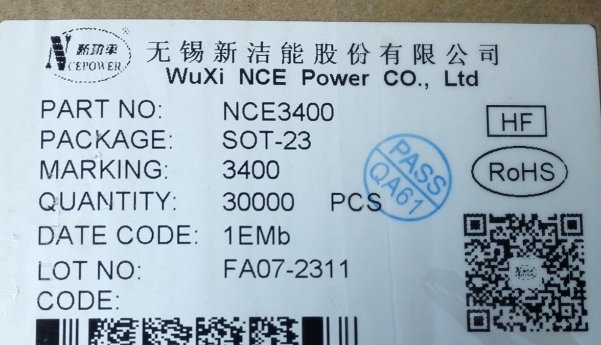 新功率
NCEPOWER
无锡新洁能股份有限公司
WuXi NCE Power CO., Ltd
PART NO: NCE3400
PACKAGE: SOT-23
MARKING: 3400
QUANTITY: 30000 PCS
DATE CODE: 1EMb
LOT NO: FA07-2311
CODE:
HF
RoHS
PASS
QA61